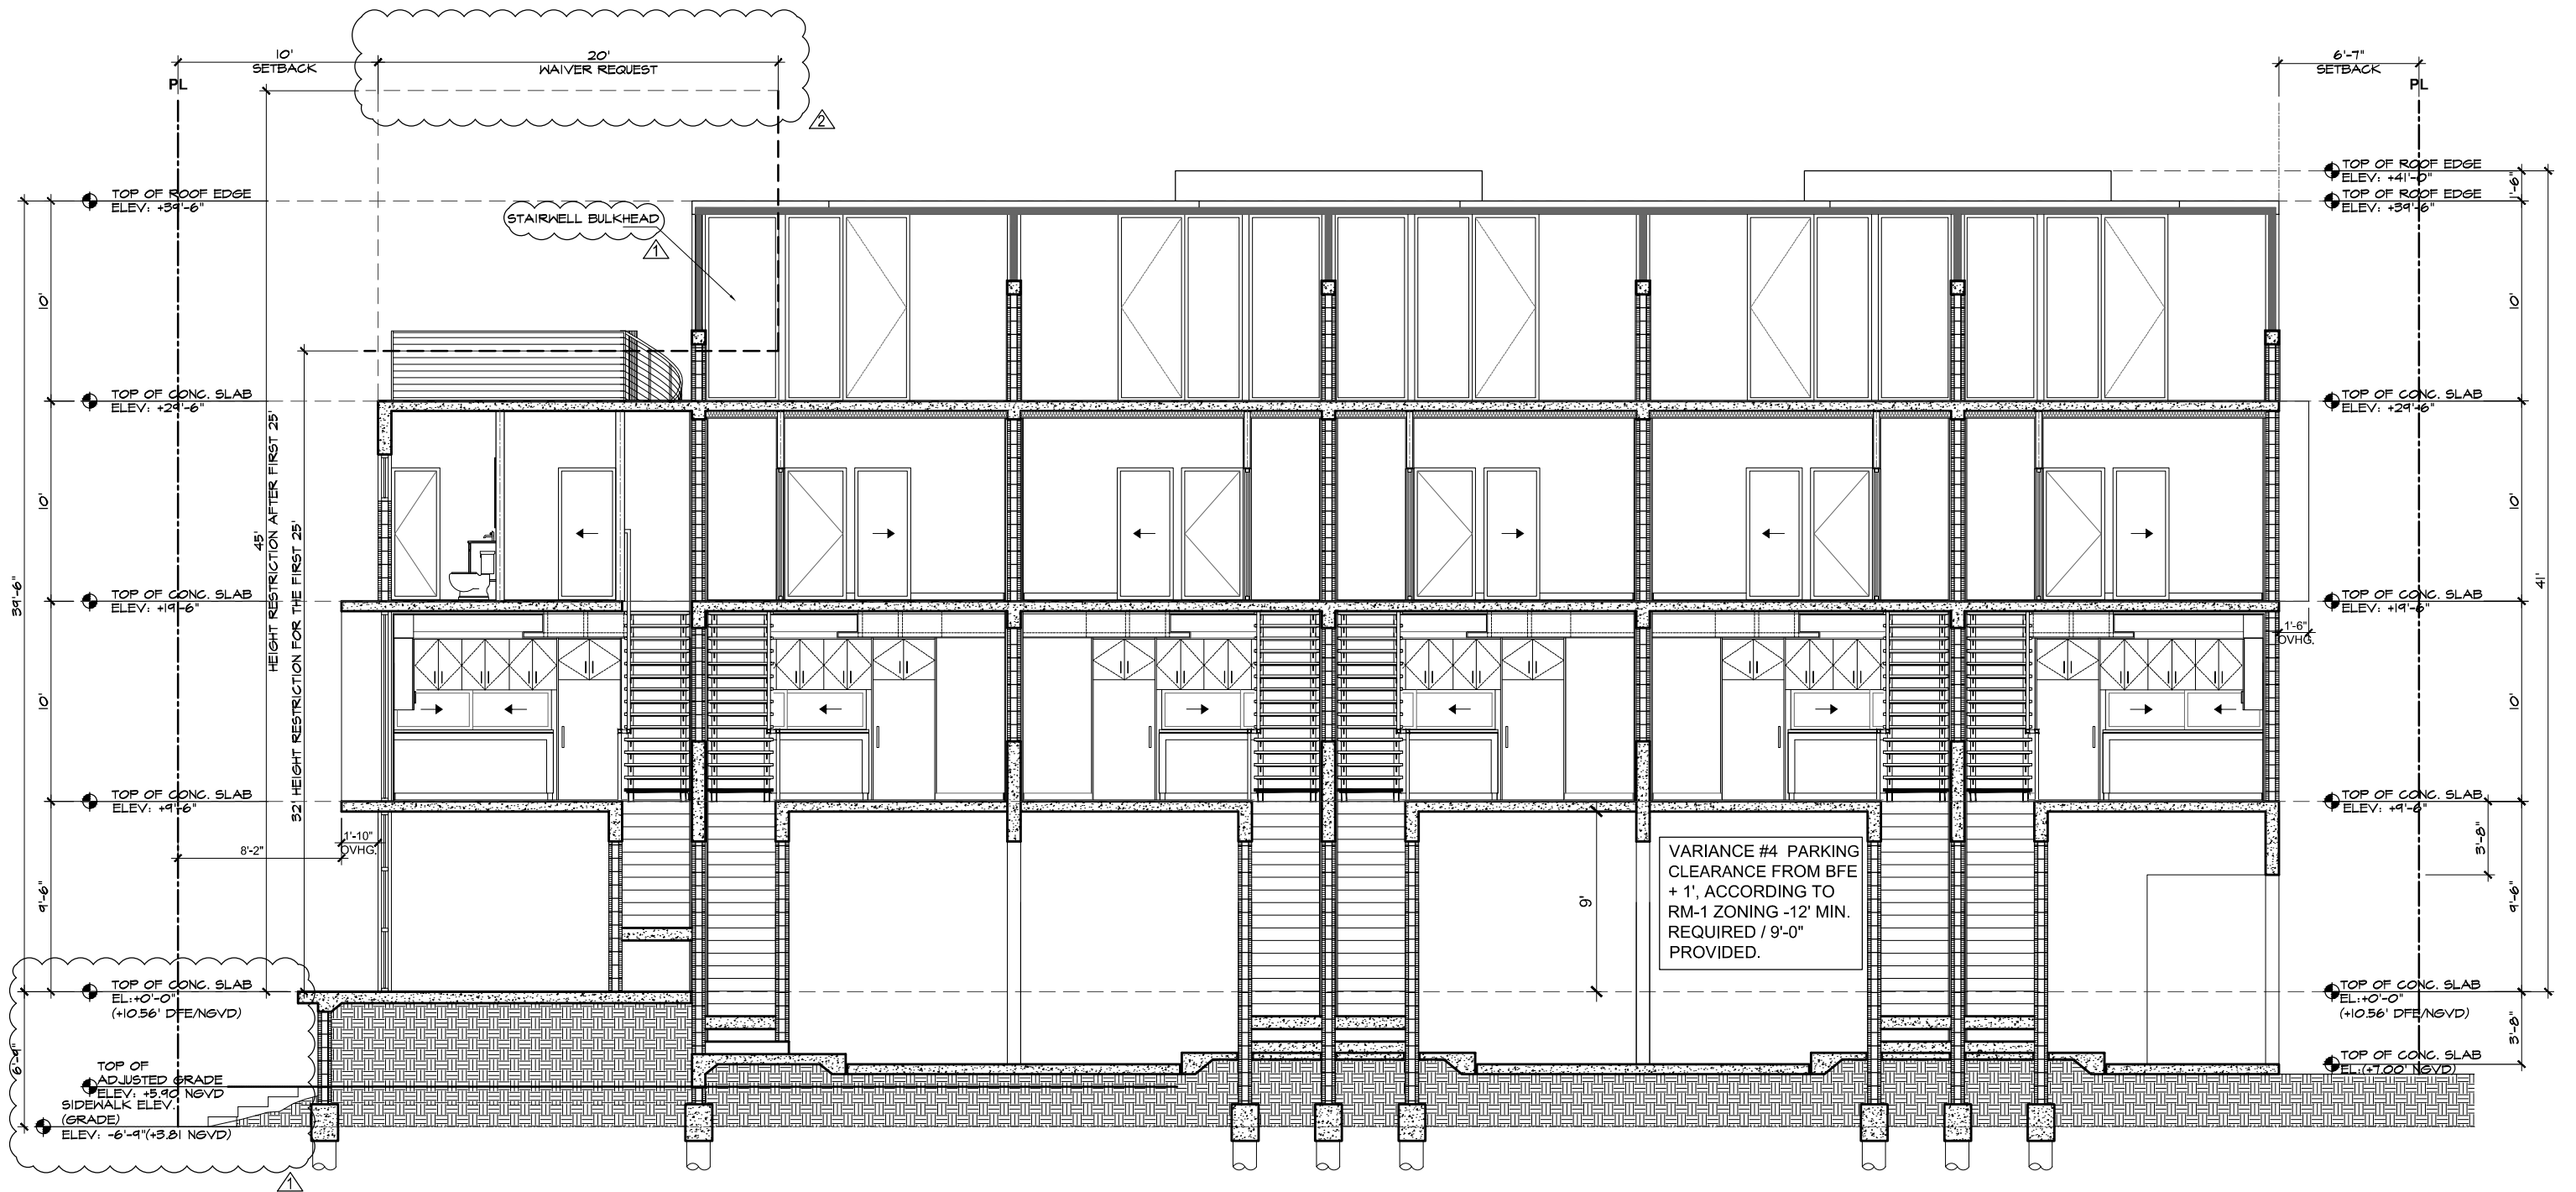 10'
SETBACK
20'
WAIVER REQUEST
6'-7"
SETBACK
PL
PL
2
TOP OF ROOF EDGE
ELEV: +39'-6"
STAIRWELL BULKHEAD
1
TOP OF ROOF EDGE
ELEV: +41'-0"
TOP OF ROOF EDGE
ELEV: +39'-6"
1'-6"
10'
10'
TOP OF CONC. SLAB
ELEV: +29'-6"
TOP OF CONC. SLAB
ELEV: +29'-6"
45'
HEIGHT RESTRICTION AFTER FIRST 25'
32' HEIGHT RESTRICTION FOR THE FIRST 25'
10'
10'
39'-6"
41'
TOP OF CONC. SLAB
ELEV: +19'-6"
TOP OF CONC. SLAB
ELEV: +19'-6"
1'-6"
OVHG.
10'
10'
TOP OF CONC. SLAB
ELEV: +9'-6"
TOP OF CONC. SLAB
ELEV: +9'-6"
1'-10"
OVHG.
8'-2"
3'-8"
9'-6"
9'
VARIANCE #4 PARKING
CLEARANCE FROM BFE
+ 1', ACCORDING TO
RM-1 ZONING -12' MIN.
REQUIRED / 9'-0"
PROVIDED.
9'-6"
TOP OF CONC. SLAB
EL:+0'-0"
(+10.56' DFE/NGVD)
TOP OF CONC. SLAB
EL:+0'-0"
(+10.56' DFE/NGVD)
6'-9"
3'-8"
TOP OF
ADJUSTED GRADE
ELEV: +5.90 NGVD
TOP OF CONC. SLAB
EL:(+7.00' NGVD)
SIDEWALK ELEV.
(GRADE)
ELEV: -6'-9"(+3.81 NGVD)
1